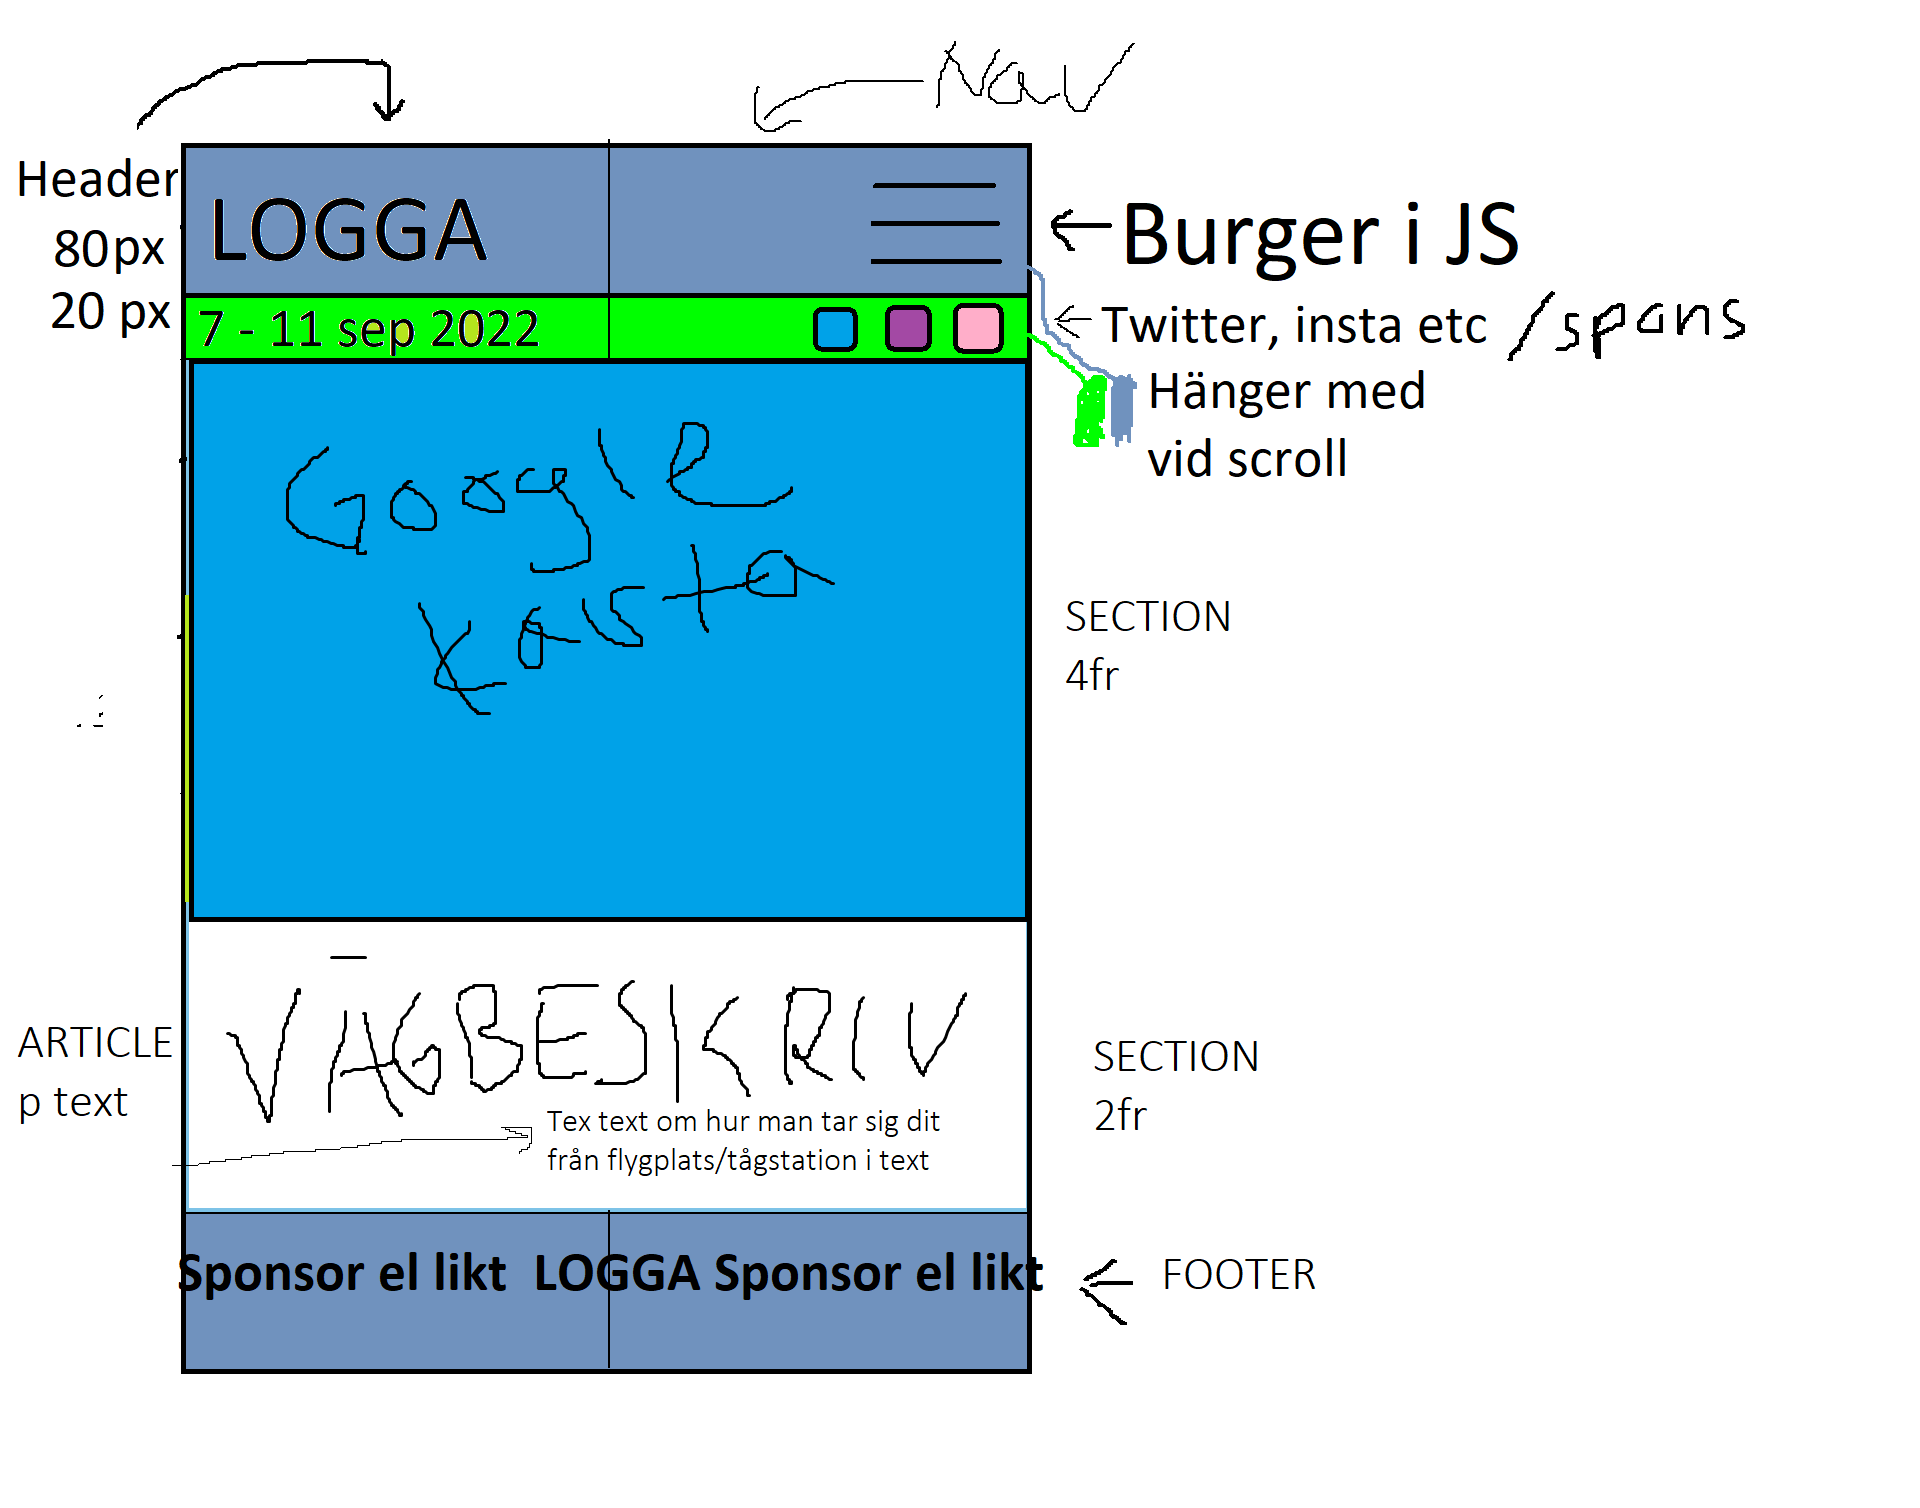 Nav
Header
80px
20 px
LOGGA
Burger i JS
7 - 11 sep 2022
Twitter, insta etc /spans
Hänger med
vid scroll
Google
Karta
SECTION
4fr
VĀGBESKRIV
ARTICLE
p text
SECTION
2fr
Tex text om hur man tar sig dit
från flygplats/tågstation i text
Sponsor el likt LOGGA Sponsor el likt
FOOTER